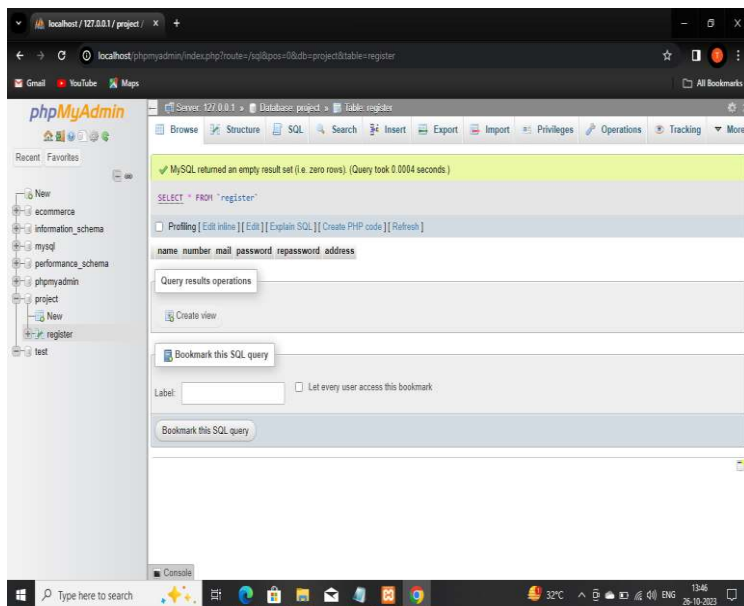 localhost / 127.0.0.1 / project /
localhost/phpmyadmin/index.php?route=/sql&pos=0&db=project&table=register
Gmail YouTube Maps All Bookmarks
phpMyAdmin
Recent Favorites
New
ecommerce
information_schema
mysql
performance_schema
phpmyadmin
project
New
register
test
Server: 127.0.0.1 » Database: project » Table: register
Browse Structure SQL Search Insert Export Import Privileges Operations Tracking More
MySQL returned an empty result set (i.e. zero rows). (Query took 0.0004 seconds.)
SELECT * FROM `register`
Profiling [ Edit inline ] [ Edit ] [ Explain SQL ] [ Create PHP code ] [ Refresh ]
name number mail password repassword address
Query results operations
Create view
Bookmark this SQL query
Label: Let every user access this bookmark
Bookmark this SQL query
Console
Type here to search 32°C ENG 13:46
26-10-2023